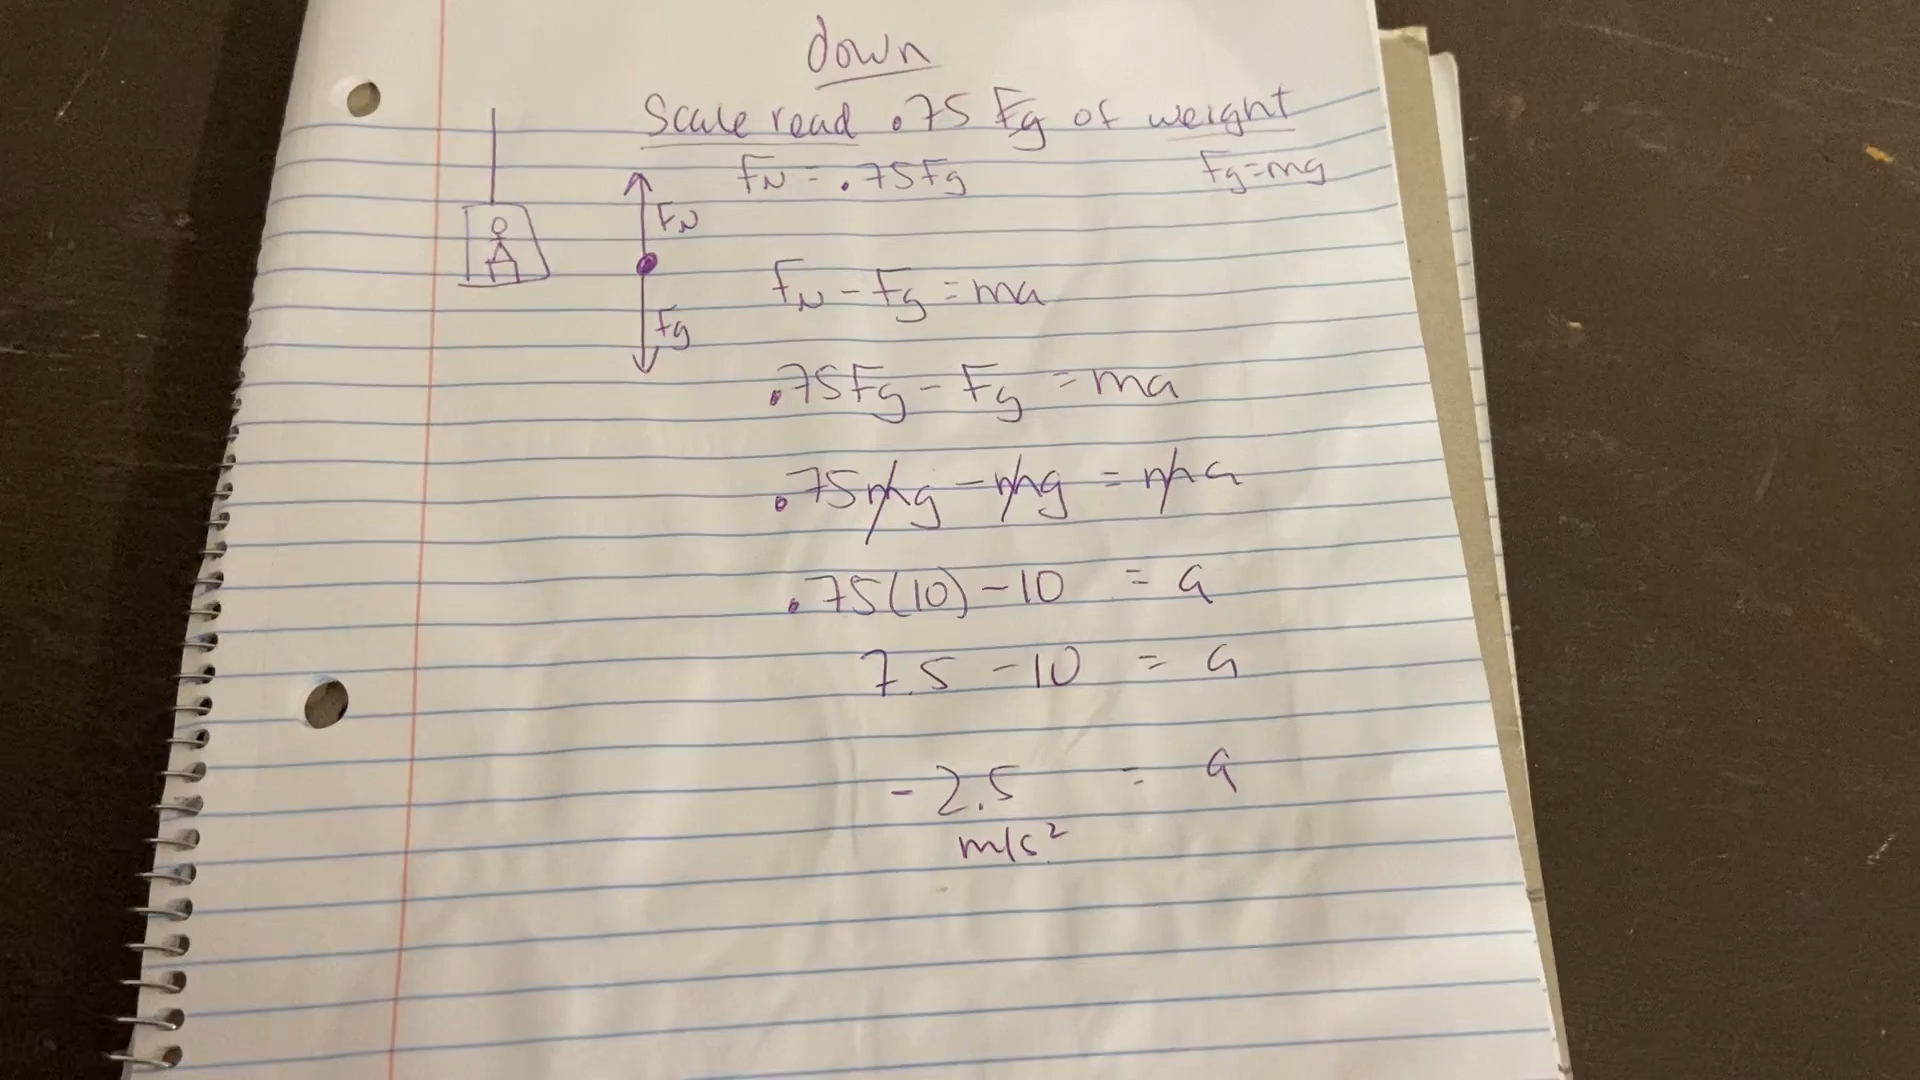 down
Scale read .75 Fg of weight
FN = .75Fg
Fg=mg
FN
Fg
FN - Fg = ma
.75Fg - Fg = ma
.75mg - mg = ma
.75(10) - 10 = a
7.5 - 10 = a
-2.5 = a
m/s²